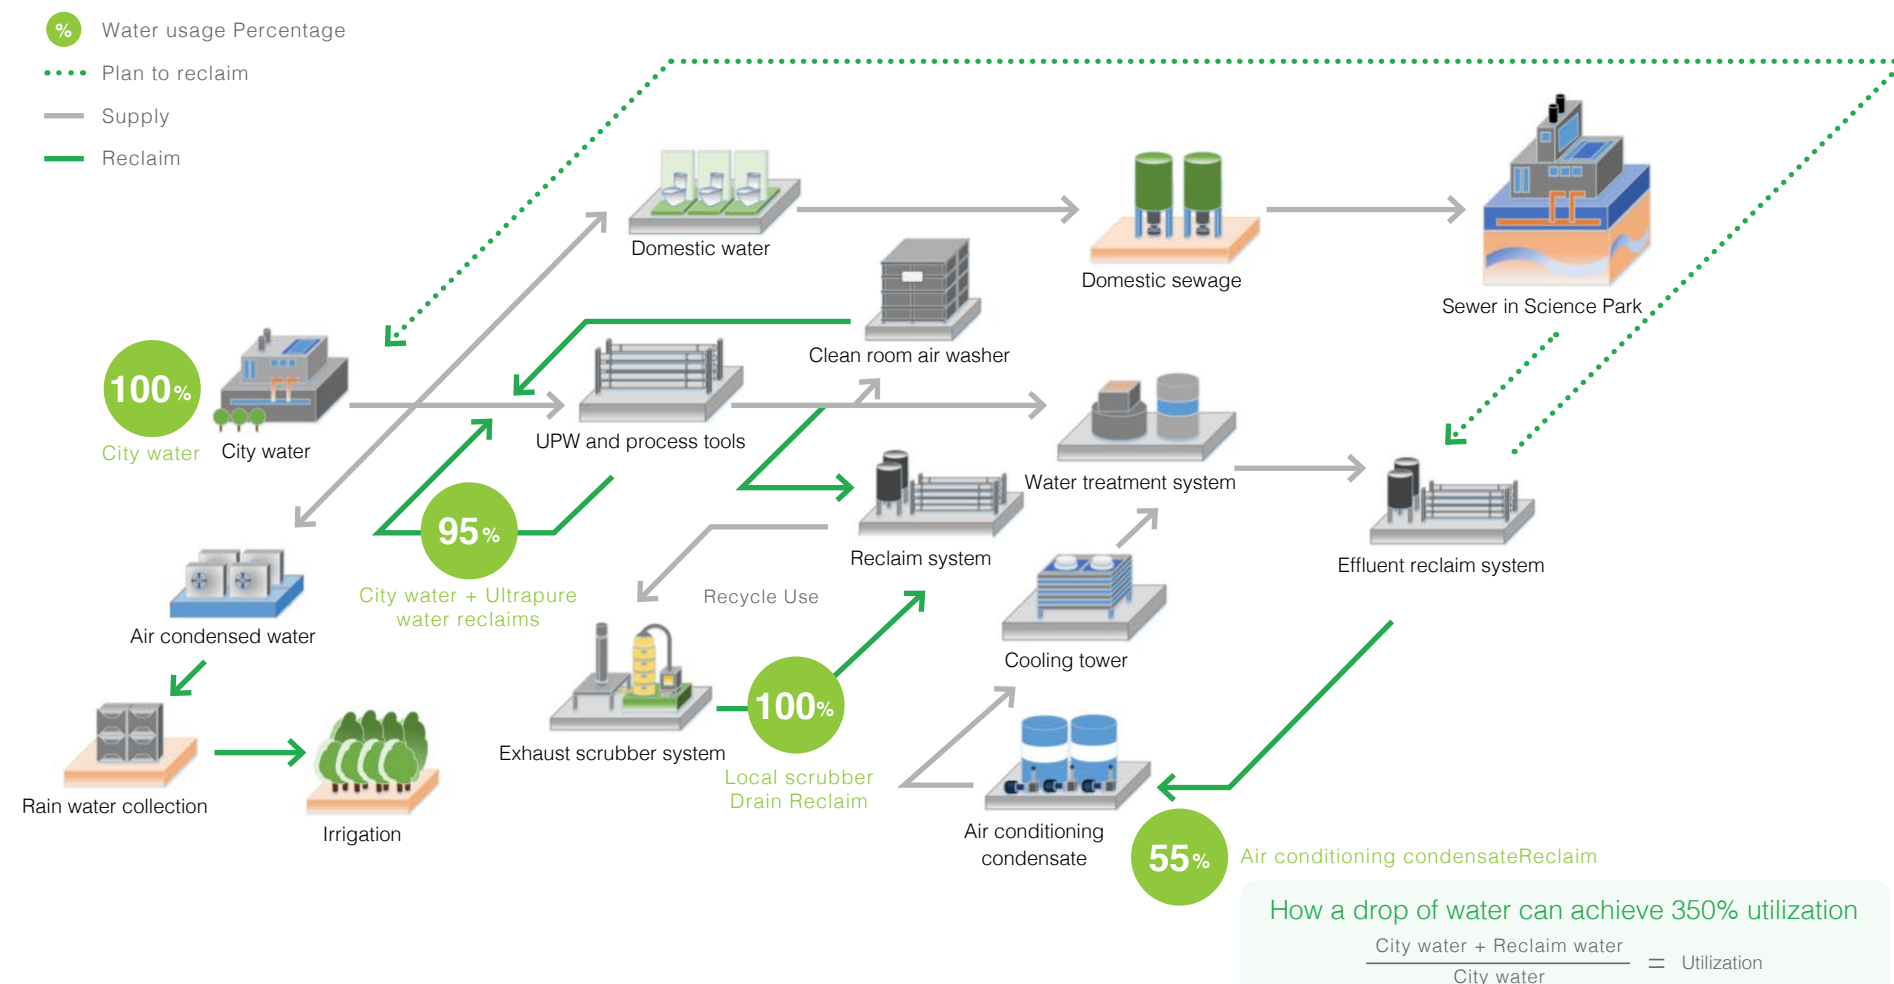 % Water usage Percentage
Plan to reclaim
Supply
Reclaim
Domestic water
Domestic sewage
Sewer in Science Park
Clean room air washer
100%
City water
City water
UPW and process tools
Water treatment system
95%
City water + Ultrapure
water reclaims
Reclaim system
Effluent reclaim system
Recycle Use
Air condensed water
Cooling tower
100%
Exhaust scrubber system
Local scrubber
Drain Reclaim
Rain water collection
Irrigation
Air conditioning
condensate
55%
Air conditioning condensateReclaim
How a drop of water can achieve 350% utilization
City water + Reclaim water
City water
= Utilization